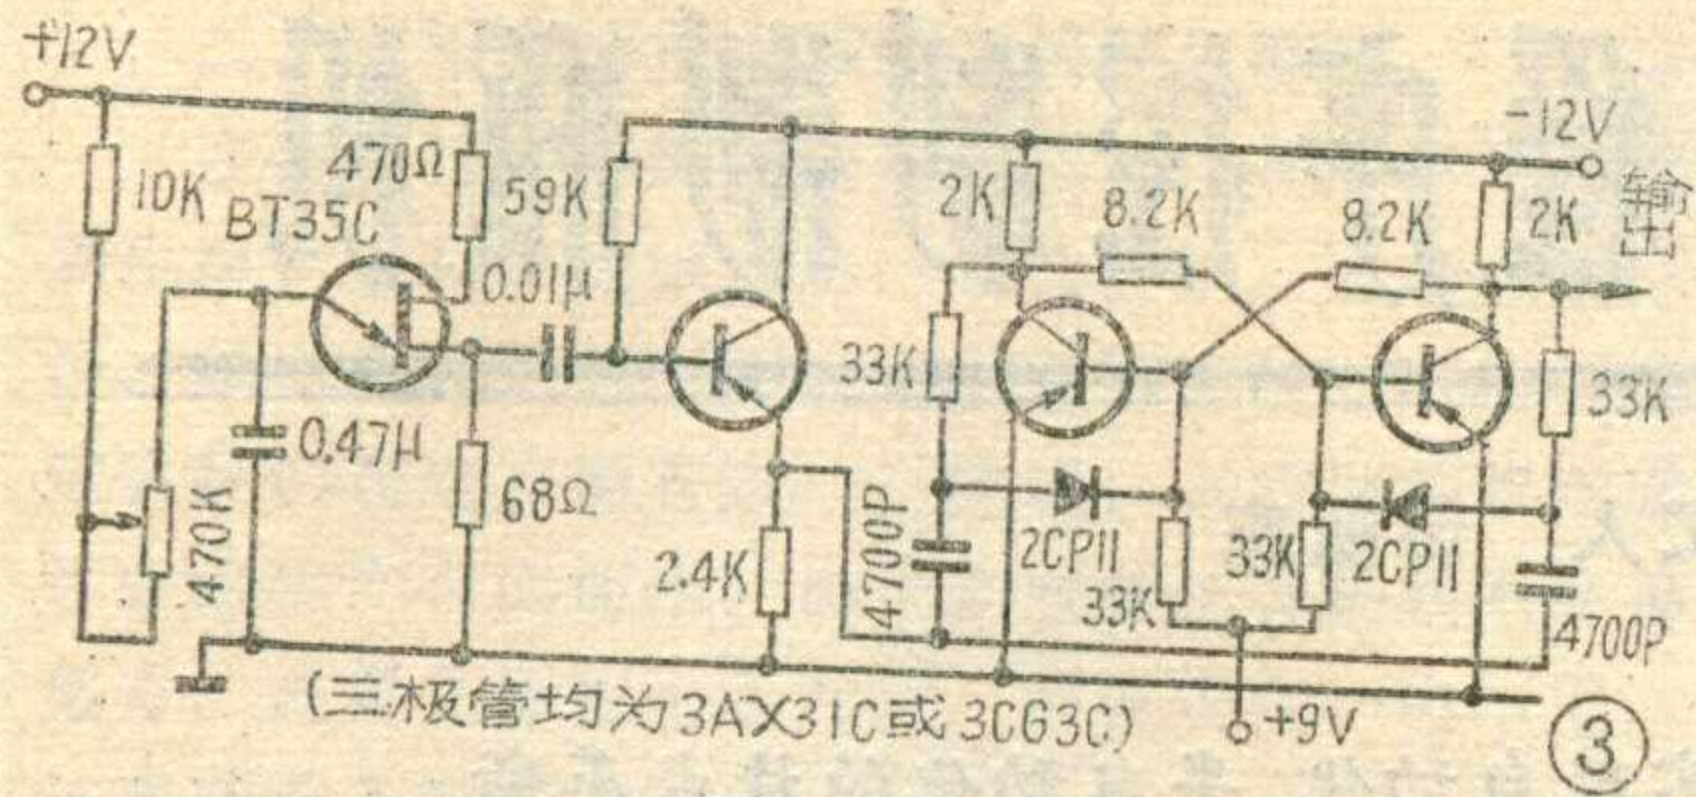 +12V
-12V
输出
10K
470Ω
59K
2K
8.2K
8.2K
2K
BT35C
0.01μ
33K
33K
0.47μ
470K
68Ω
2.4K
4700P
2CP11
33K
33K
2CP11
4700P
(三极管均为3AX31C或3CG3C)
+9V
③